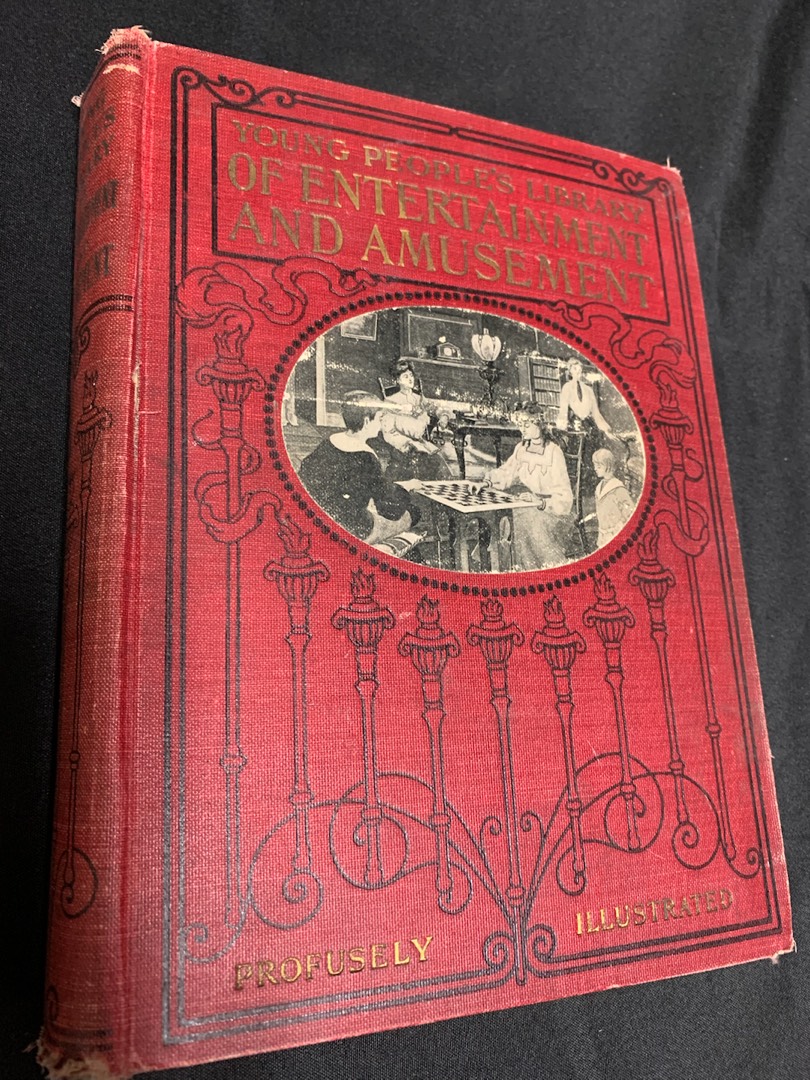 YOUNG PEOPLE'S LIBRARY
OF ENTERTAINMENT
AND AMUSEMENT
PROFUSELY ILLUSTRATED